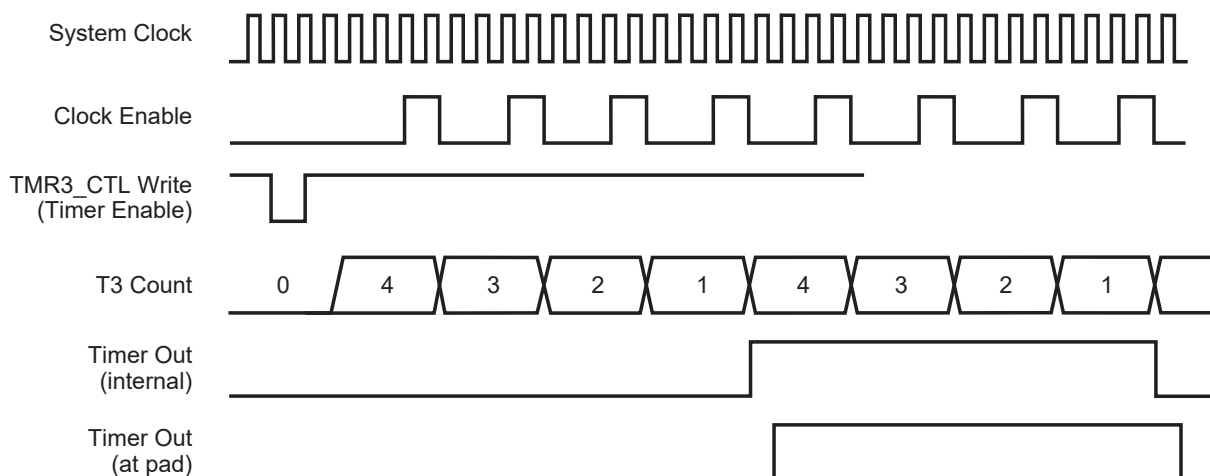 System Clock
Clock Enable
TMR3_CTL Write
(Timer Enable)
T3 Count
0 4 3 2 1 4 3 2 1
Timer Out
(internal)
Timer Out
(at pad)